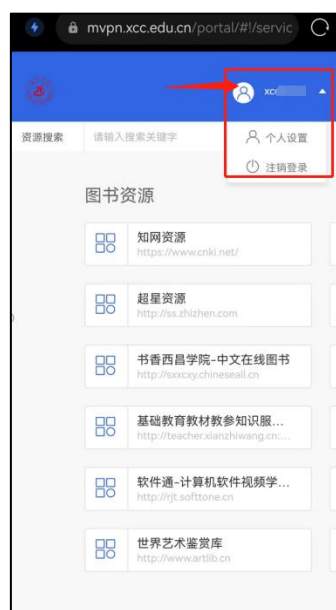 mvpn.xcc.edu.cn/portal/#!/servic
xcc
资源搜索 请输入搜索关键字
个人设置
注销登录
图书资源
知网资源
https://www.cnki.net/
超星资源
http://ss.zhizhen.com
书香西昌学院-中文在线图书
http://sxxcxy.chineseall.cn
基础教育教材教参知识服...
http://teacher.xianzhiwang.cn:...
软件通-计算机软件视频学...
http://rjt.softtone.cn
世界艺术鉴赏库
http://www.artlib.cn